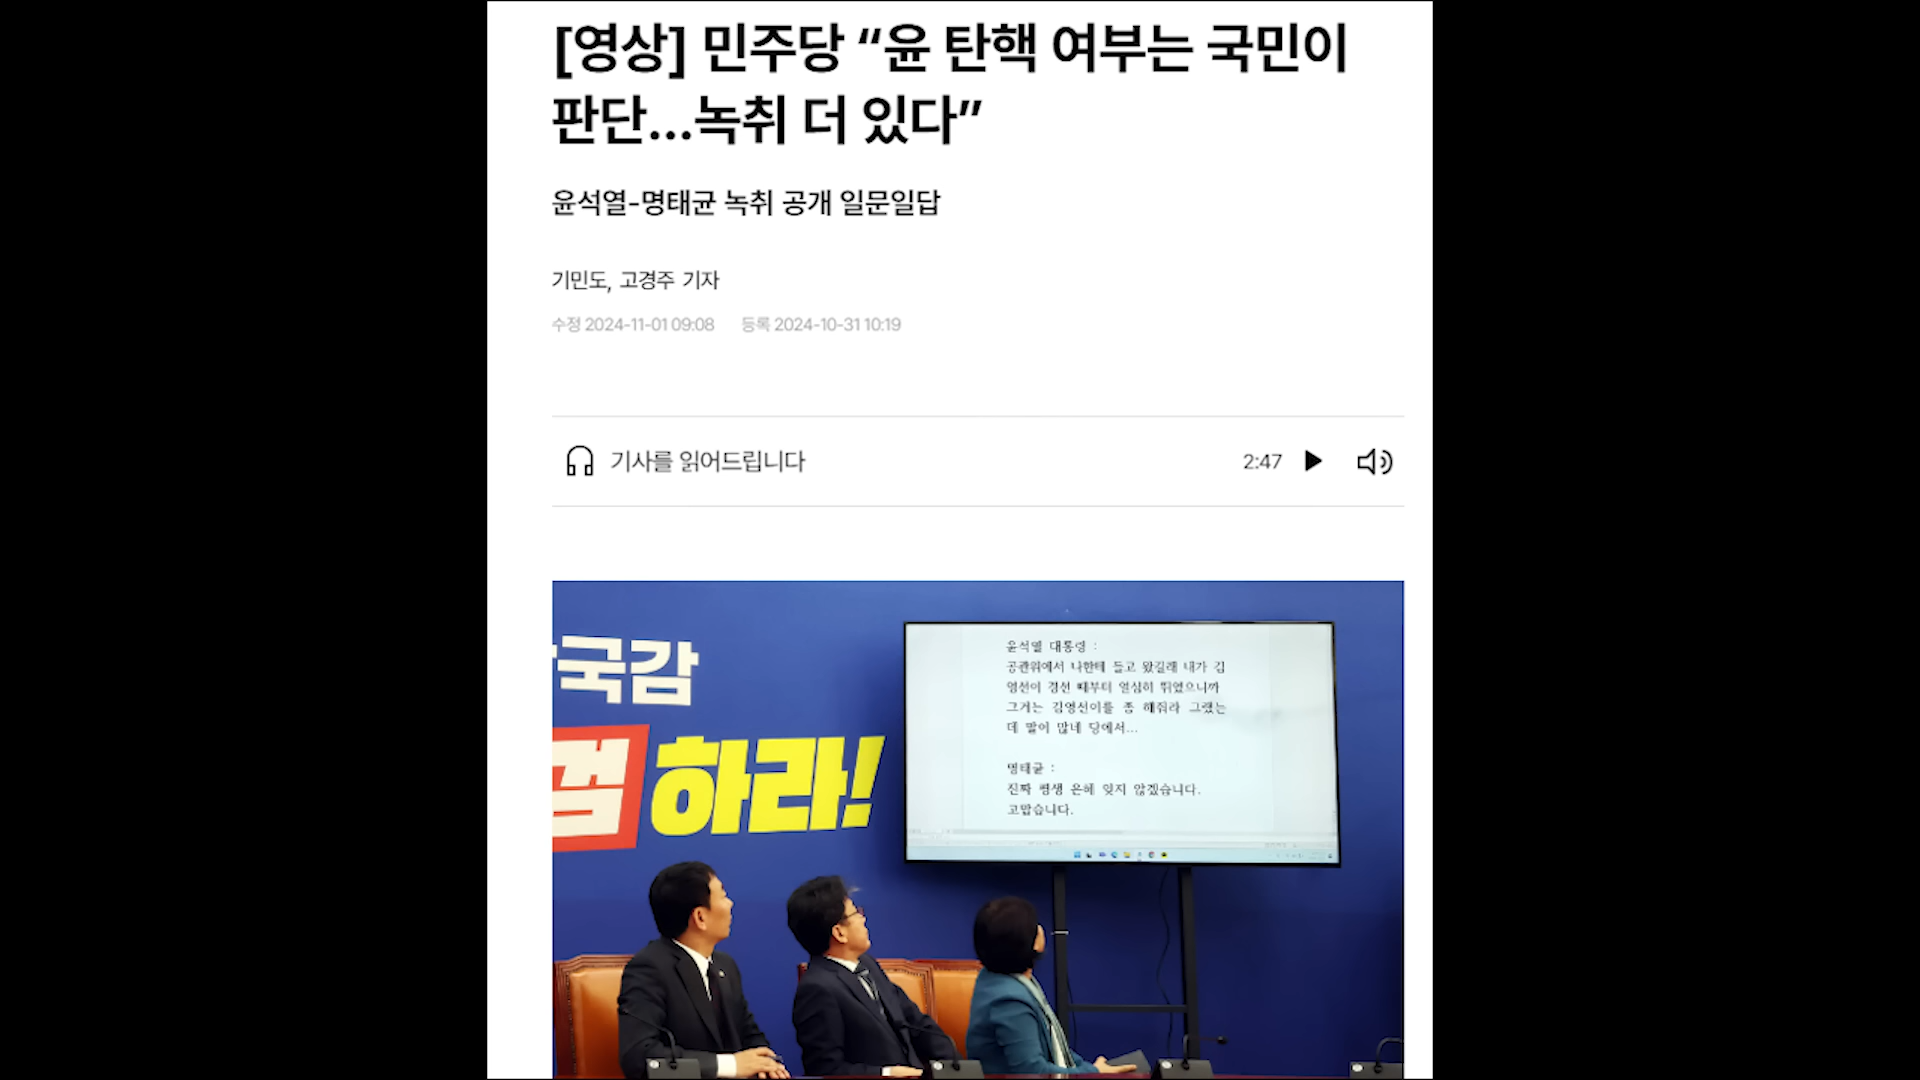 [영상] 민주당 “윤 탄핵 여부는 국민이
판단…녹취 더 있다”
윤석열-명태균 녹취 공개 일문일답
기민도, 고경주 기자
수정 2024-11-01 09:08 등록 2024-10-31 10:19
기사를 읽어드립니다
2:47
국감
하라!
윤석열 대통령 :
공관위에서 나한테 들고 왔길래 내가 김
영선이 경선 때부터 열심히 뛰었으니까
그거는 김영선이를 좀 해줘라 그랬는
데 말이 많네 당에서...
명태균 :
진짜 평생 은혜 잊지 않겠습니다.
고맙습니다.